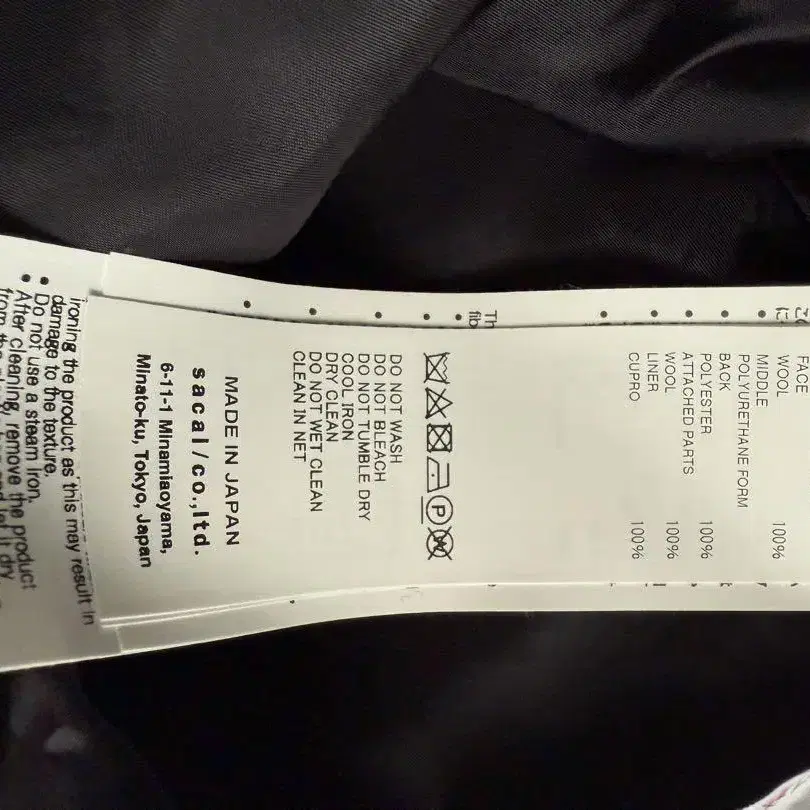 FACE
WOOL 100%
MIDDLE
POLYURETHANE FORM
BACK
POLYESTER 100%
ATTACHED PARTS
WOOL 100%
LINER
CUPRO 100%
Th
fib
P
W
DO NOT WASH
DO NOT BLEACH
DO NOT TUMBLE DRY
COOL IRON
DRY CLEAN
DO NOT WET CLEAN
CLEAN IN NET
MADE IN JAPAN
sacai/co.,ltd.
6-11-1 Minamiaoyama,
Minato-ku, Tokyo, Japan
ironing the product as this may result in
damage to the texture.
• Do not use a steam iron.
• After cleaning, remove the product